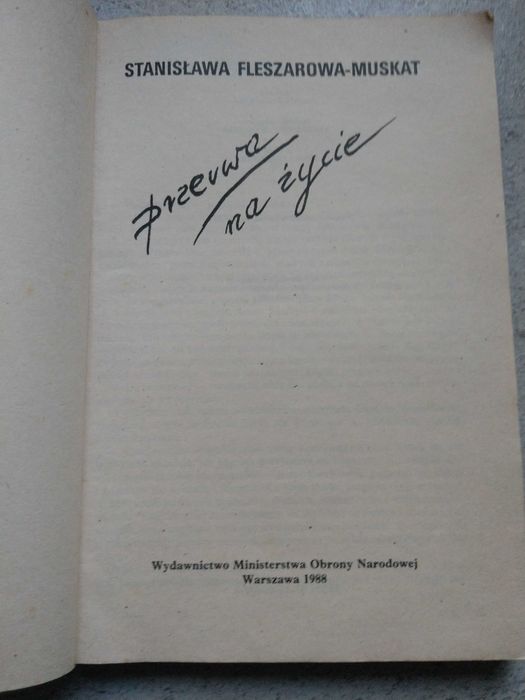 STANISŁAWA FLESZAROWA-MUSKAT
przerwa
na życie
Wydawnictwo Ministerstwa Obrony Narodowej
Warszawa 1988